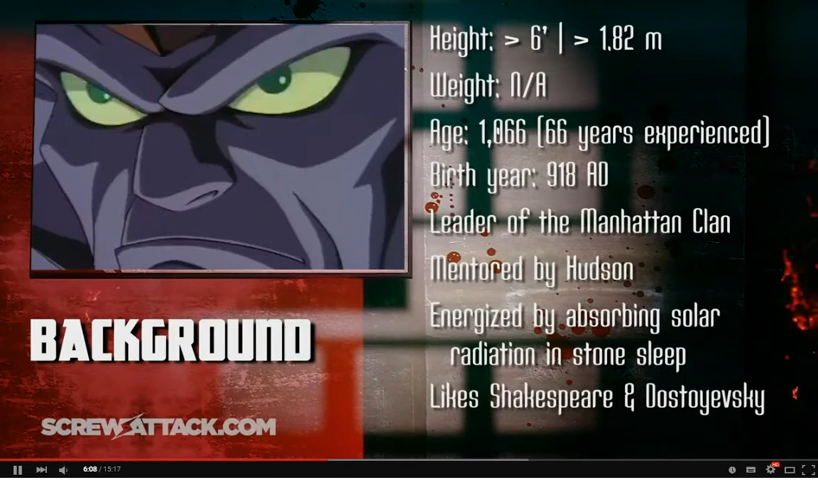 Height: > 6' | > 1.82 m
Weight: N/A
Age: 1,066 (66 years experienced)
Birth year: 918 AD
Leader of the Manhattan Clan
Mentored by Hudson
Energized by absorbing solar
radiation in stone sleep
Likes Shakespeare & Dostoyevsky
BACKGROUND
SCREWATTACK.COM
6:08 / 15:17
HD